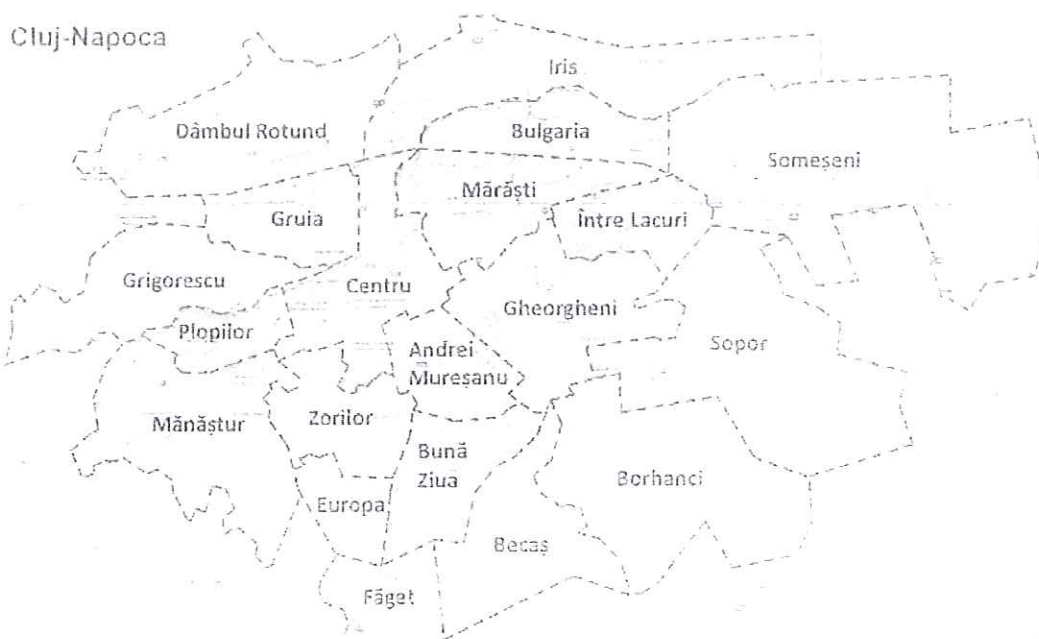 Cluj-Napoca
Iris
Dâmbul Rotund
Bulgaria
Someșeni
Mărăști
Gruia
Între Lacuri
Grigorescu
Centru
Gheorgheni
Plopilor
Andrei
Mureșanu
Sopor
Mănăștur
Zorilor
Bună
Ziua
Borhanci
Europa
Becaș
Făget